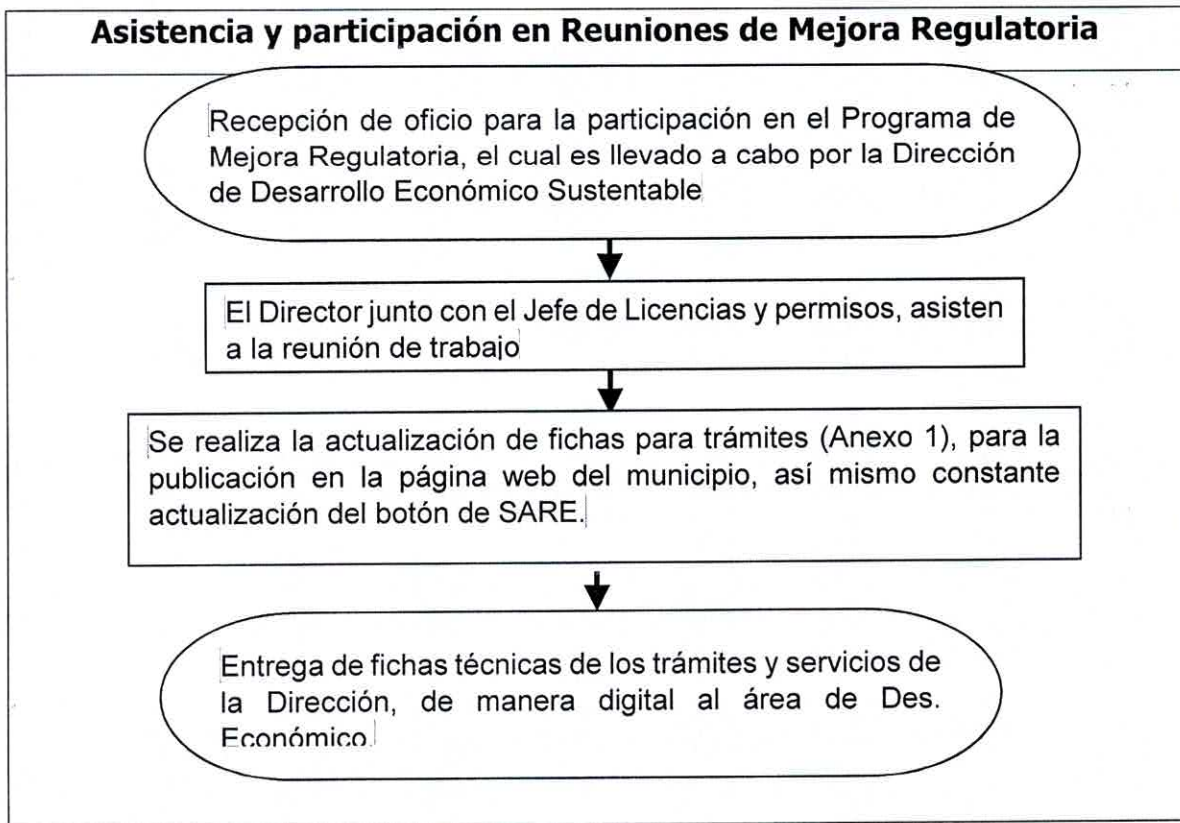 Asistencia y participación en Reuniones de Mejora Regulatoria
Recepción de oficio para la participación en el Programa de
Mejora Regulatoria, el cual es llevado a cabo por la Dirección
de Desarrollo Económico Sustentable
El Director junto con el Jefe de Licencias y permisos, asisten
a la reunión de trabajo
Se realiza la actualización de fichas para trámites (Anexo 1), para la
publicación en la página web del municipio, así mismo constante
actualización del botón de SARE.
Entrega de fichas técnicas de los trámites y servicios de
la Dirección, de manera digital al área de Des.
Económico.